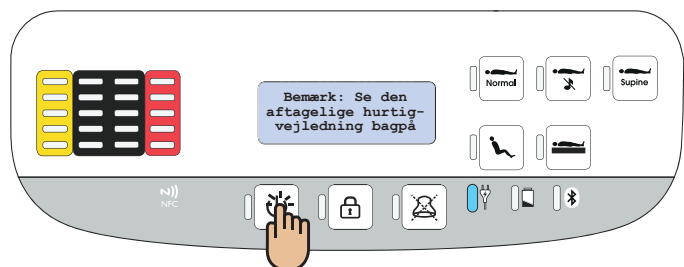 Bemærk: Se den
aftagelige hurtig-
vejledning bagpå
Normal
Supine
NFC